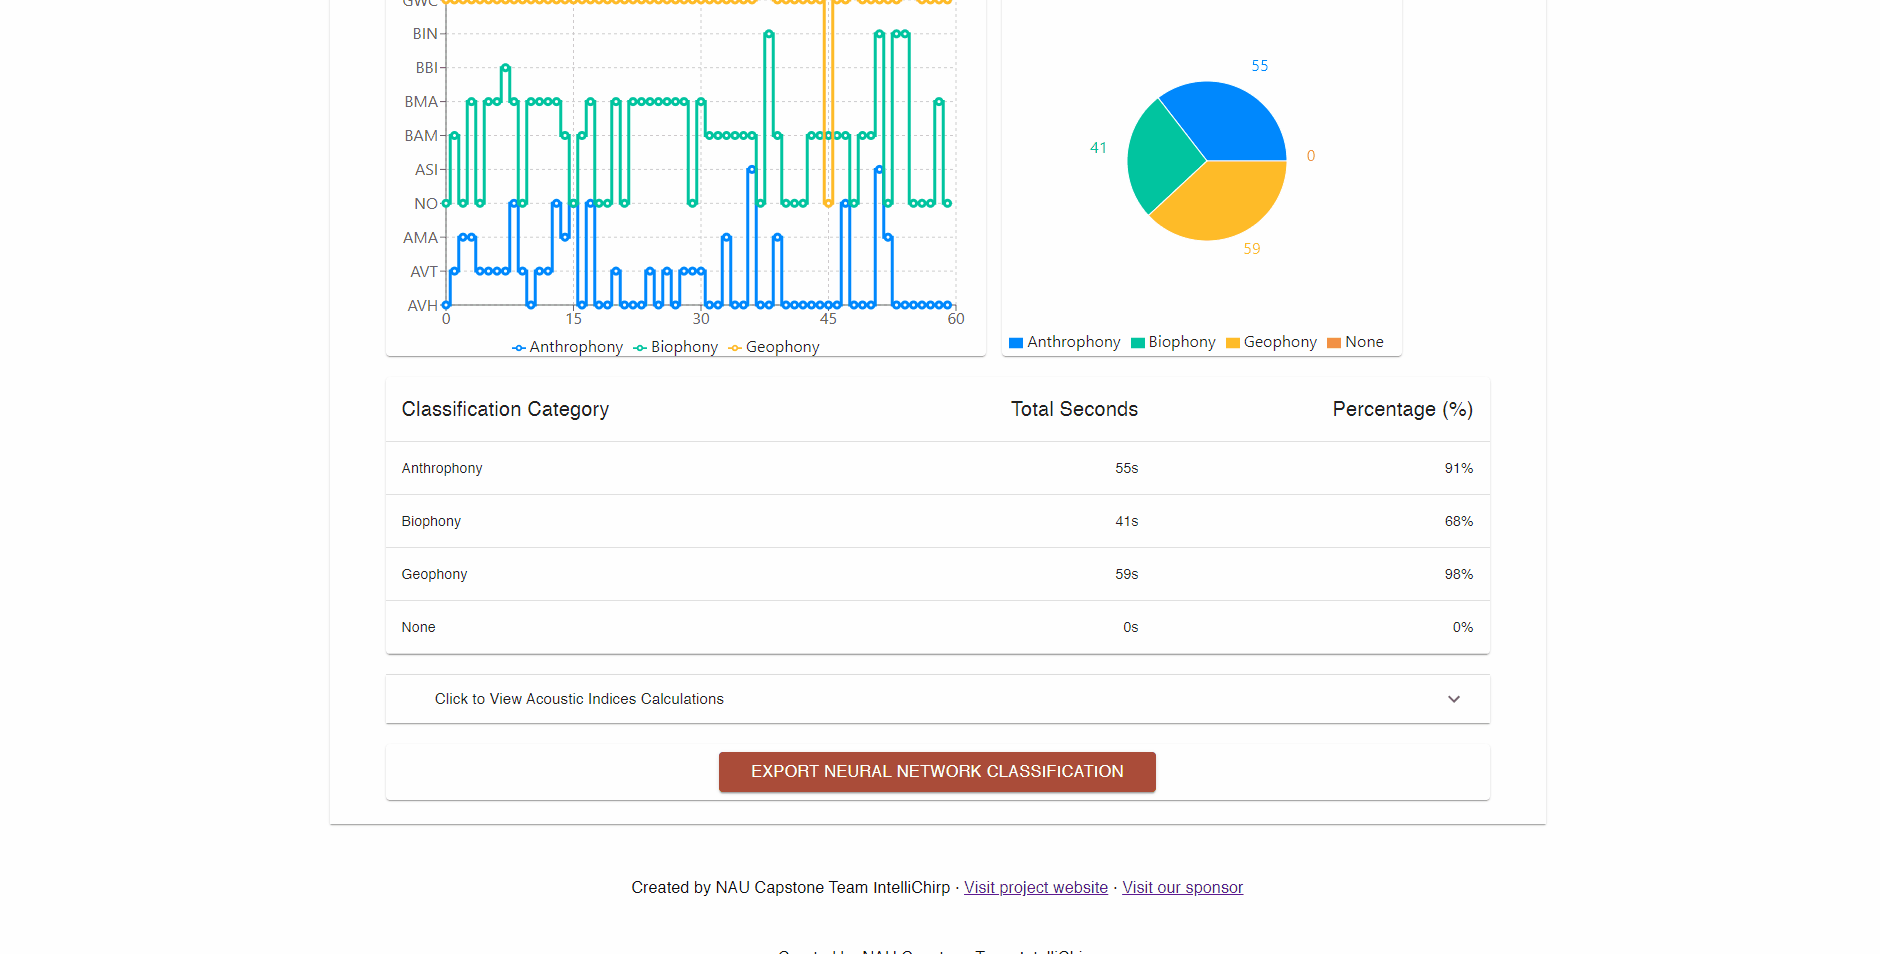 GWC
BIN
BBI
BMA
BAM
ASI
NO
AMA
AVT
AVH
0 15 30 45 60
Anthrophony Biophony Geophony
55
41
0
59
Anthrophony Biophony Geophony None
Classification Category Total Seconds Percentage (%)
Anthrophony 55s 91%
Biophony 41s 68%
Geophony 59s 98%
None 0s 0%
Click to View Acoustic Indices Calculations
EXPORT NEURAL NETWORK CLASSIFICATION
Created by NAU Capstone Team IntelliChirp · Visit project website · Visit our sponsor